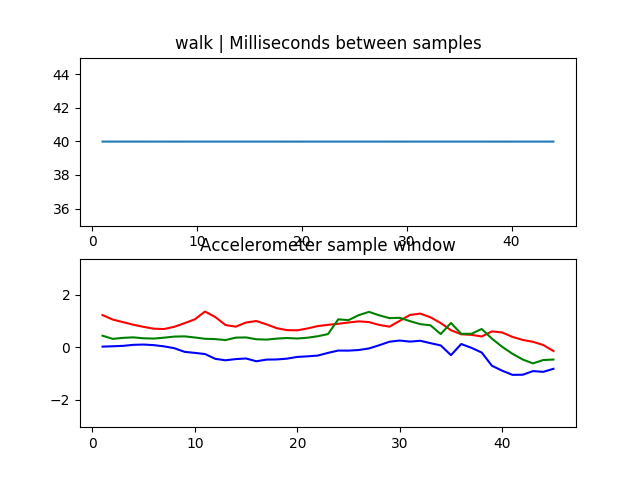 walk | Milliseconds between samples
44
42
40
38
36
0 10 20 30 40
Accelerometer sample window
2
0
−2
0 10 20 30 40